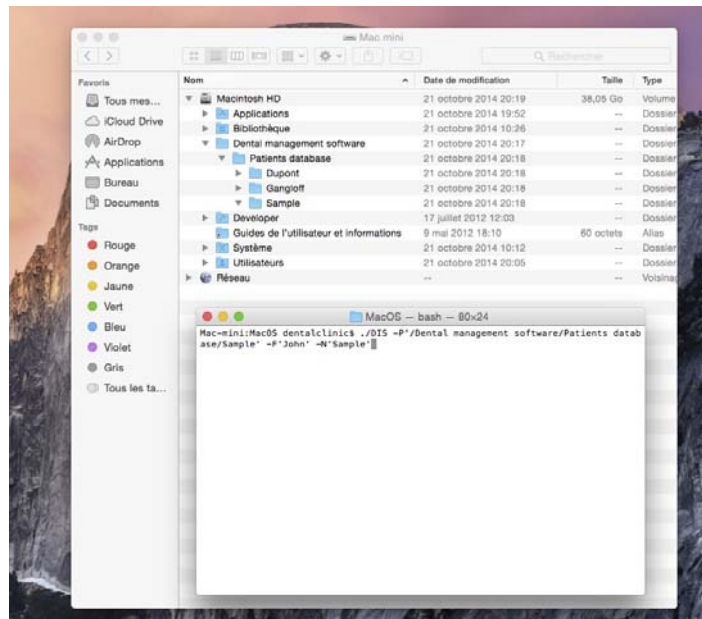 Mac mini
Rechercher
Favoris
Tous mes...
iCloud Drive
AirDrop
Applications
Bureau
Documents
Tags
Rouge
Orange
Jaune
Vert
Bleu
Violet
Gris
Tous les ta...
Nom Date de modification Taille Type
Macintosh HD 21 octobre 2014 20:19 38,05 Go Volume
Applications 21 octobre 2014 19:52 -- Dossier
Bibliothèque 21 octobre 2014 10:26 -- Dossier
Dental management software 21 octobre 2014 20:17 -- Dossier
Patients database 21 octobre 2014 20:18 -- Dossier
Dupont 21 octobre 2014 20:18 -- Dossier
Gangloff 21 octobre 2014 20:18 -- Dossier
Sample 21 octobre 2014 20:18 -- Dossier
Developer 17 juillet 2012 12:03 -- Dossier
Guides de l'utilisateur et informations 9 mai 2012 18:10 60 octets Alias
Système 21 octobre 2014 10:12 -- Dossier
Utilisateurs 21 octobre 2014 20:05 -- Dossier
Réseau -- -- Voisinag
MacOS — bash — 80×24
Mac-mini:MacOS dentalclinic$ ./DIS -P'/Dental management software/Patients datab
ase/Sample' -F'John' -N'Sample'